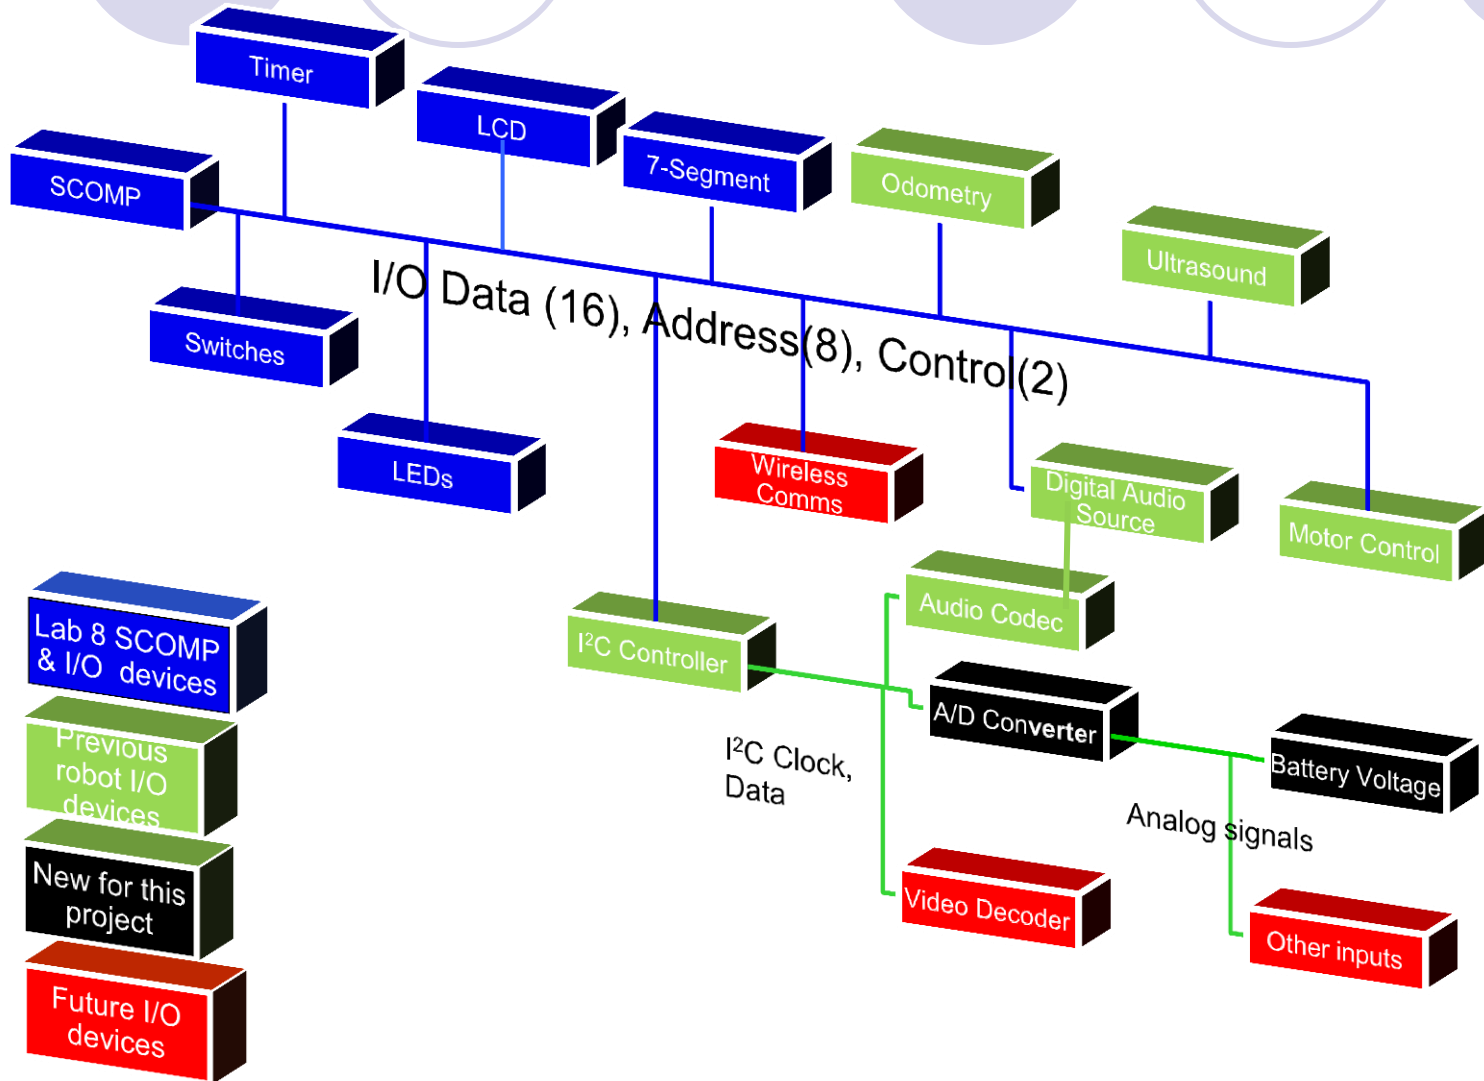 Timer
LCD
7-Segment
SCOMP
Odometry
Ultrasound
I/O Data (16), Address(8), Control(2)
Switches
LEDs
Wireless
Comms
Digital Audio
Source
Motor Control
Audio Codec
I²C Controller
A/D Converter
Battery Voltage
I²C Clock,
Data
Analog signals
Video Decoder
Other inputs
Lab 8 SCOMP
& I/O devices
Previous
robot I/O
devices
New for this
project
Future I/O
devices